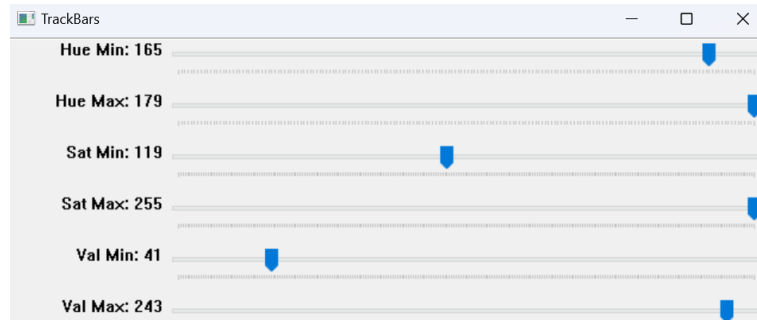 TrackBars
Hue Min: 165
Hue Max: 179
Sat Min: 119
Sat Max: 255
Val Min: 41
Val Max: 243